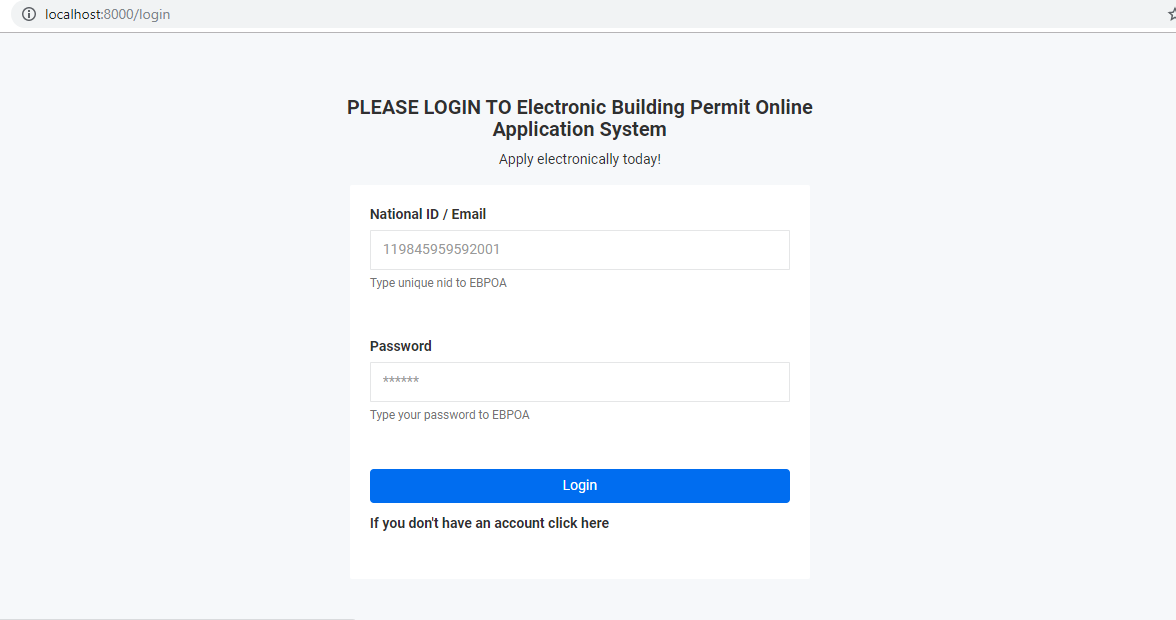 localhost:8000/login
PLEASE LOGIN TO Electronic Building Permit Online
Application System
Apply electronically today!
National ID / Email
119845959592001
Type unique nid to EBPOA
Password
******
Type your password to EBPOA
Login
If you don't have an account click here